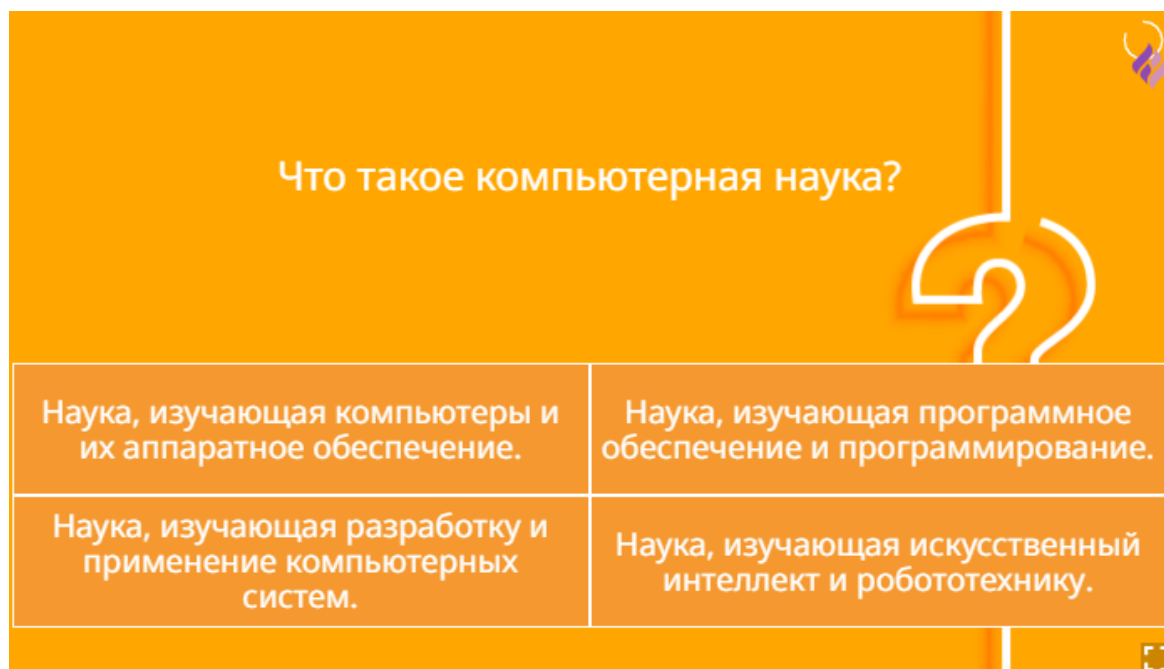 Что такое компьютерная наука?
Наука, изучающая компьютеры и
их аппаратное обеспечение.
Наука, изучающая программное
обеспечение и программирование.
Наука, изучающая разработку и
применение компьютерных
систем.
Наука, изучающая искусственный
интеллект и робототехнику.